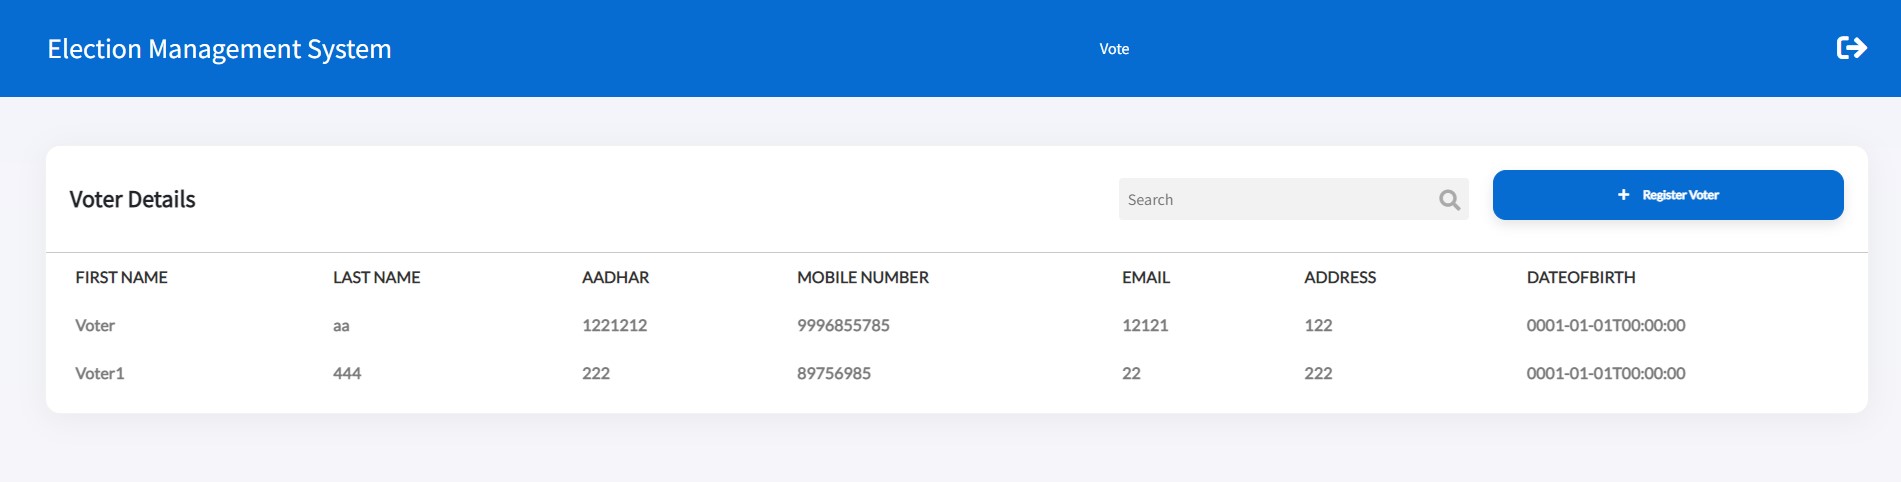 Election Management System Vote
Voter Details Search Register Voter
FIRST NAME LAST NAME AADHAR MOBILE NUMBER EMAIL ADDRESS DATEOFBIRTH
Voter aa 1221212 9996855785 12121 122 0001-01-01T00:00:00
Voter1 444 222 89756985 22 222 0001-01-01T00:00:00